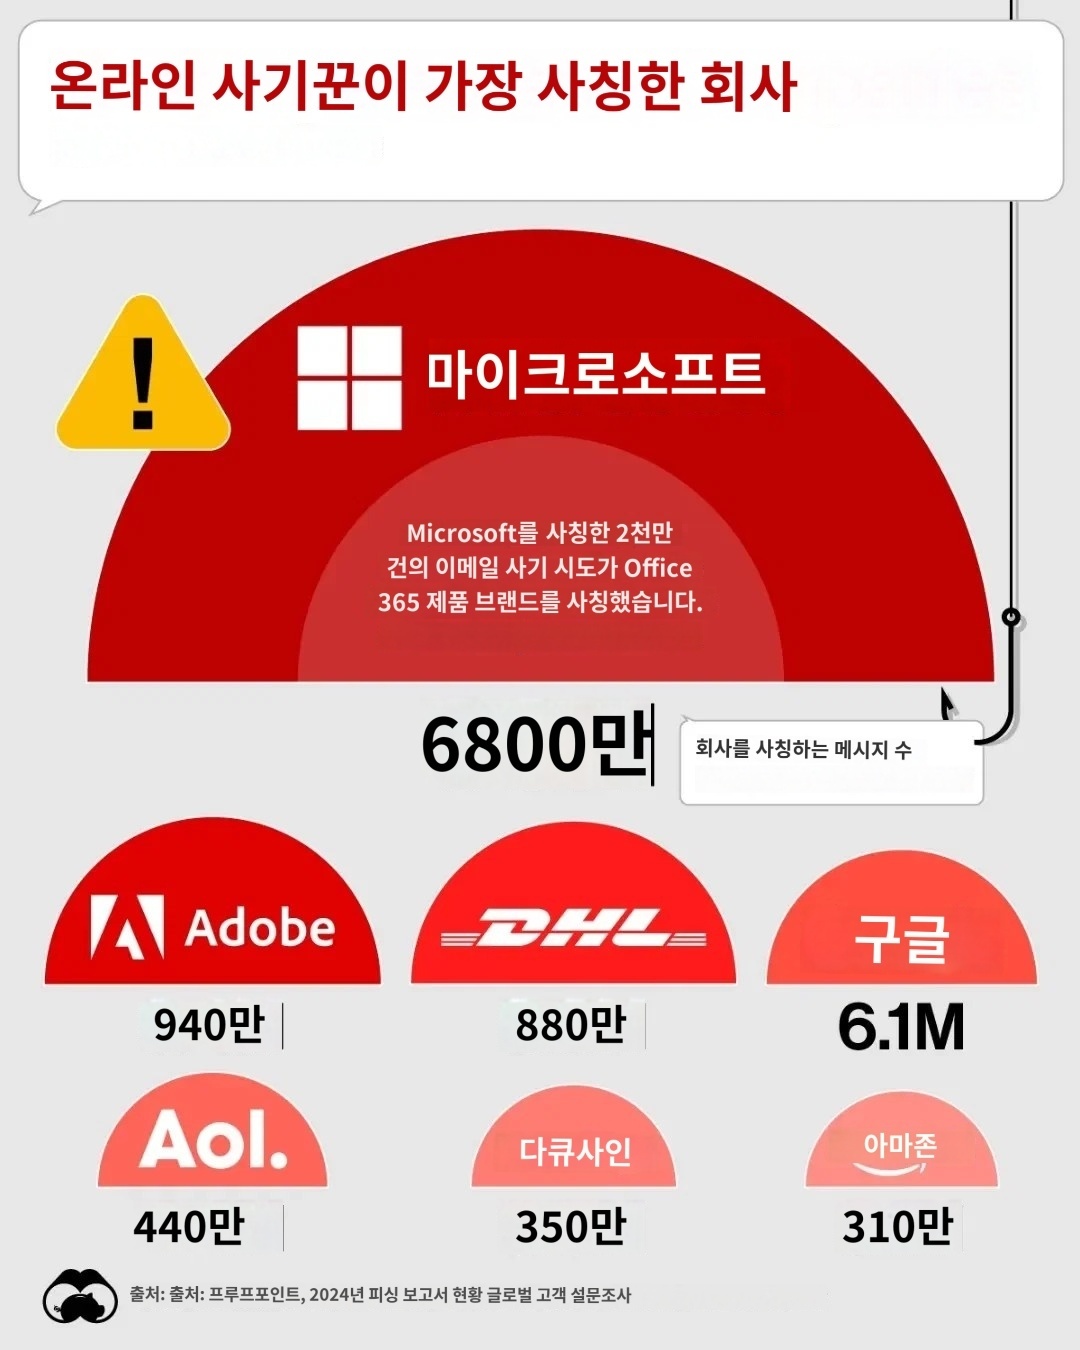 온라인 사기꾼이 가장 사칭한 회사
!
마이크로소프트
Microsoft를 사칭한 2천만
건의 이메일 사기 시도가 Office
365 제품 브랜드를 사칭했습니다.
6800만
회사를 사칭하는 메시지 수
Adobe
DHL
구글
940만
880만
6.1M
Aol.
다큐사인
아마존
440만
350만
310만
출처: 출처: 프루프포인트, 2024년 피싱 보고서 현황 글로벌 고객 설문조사